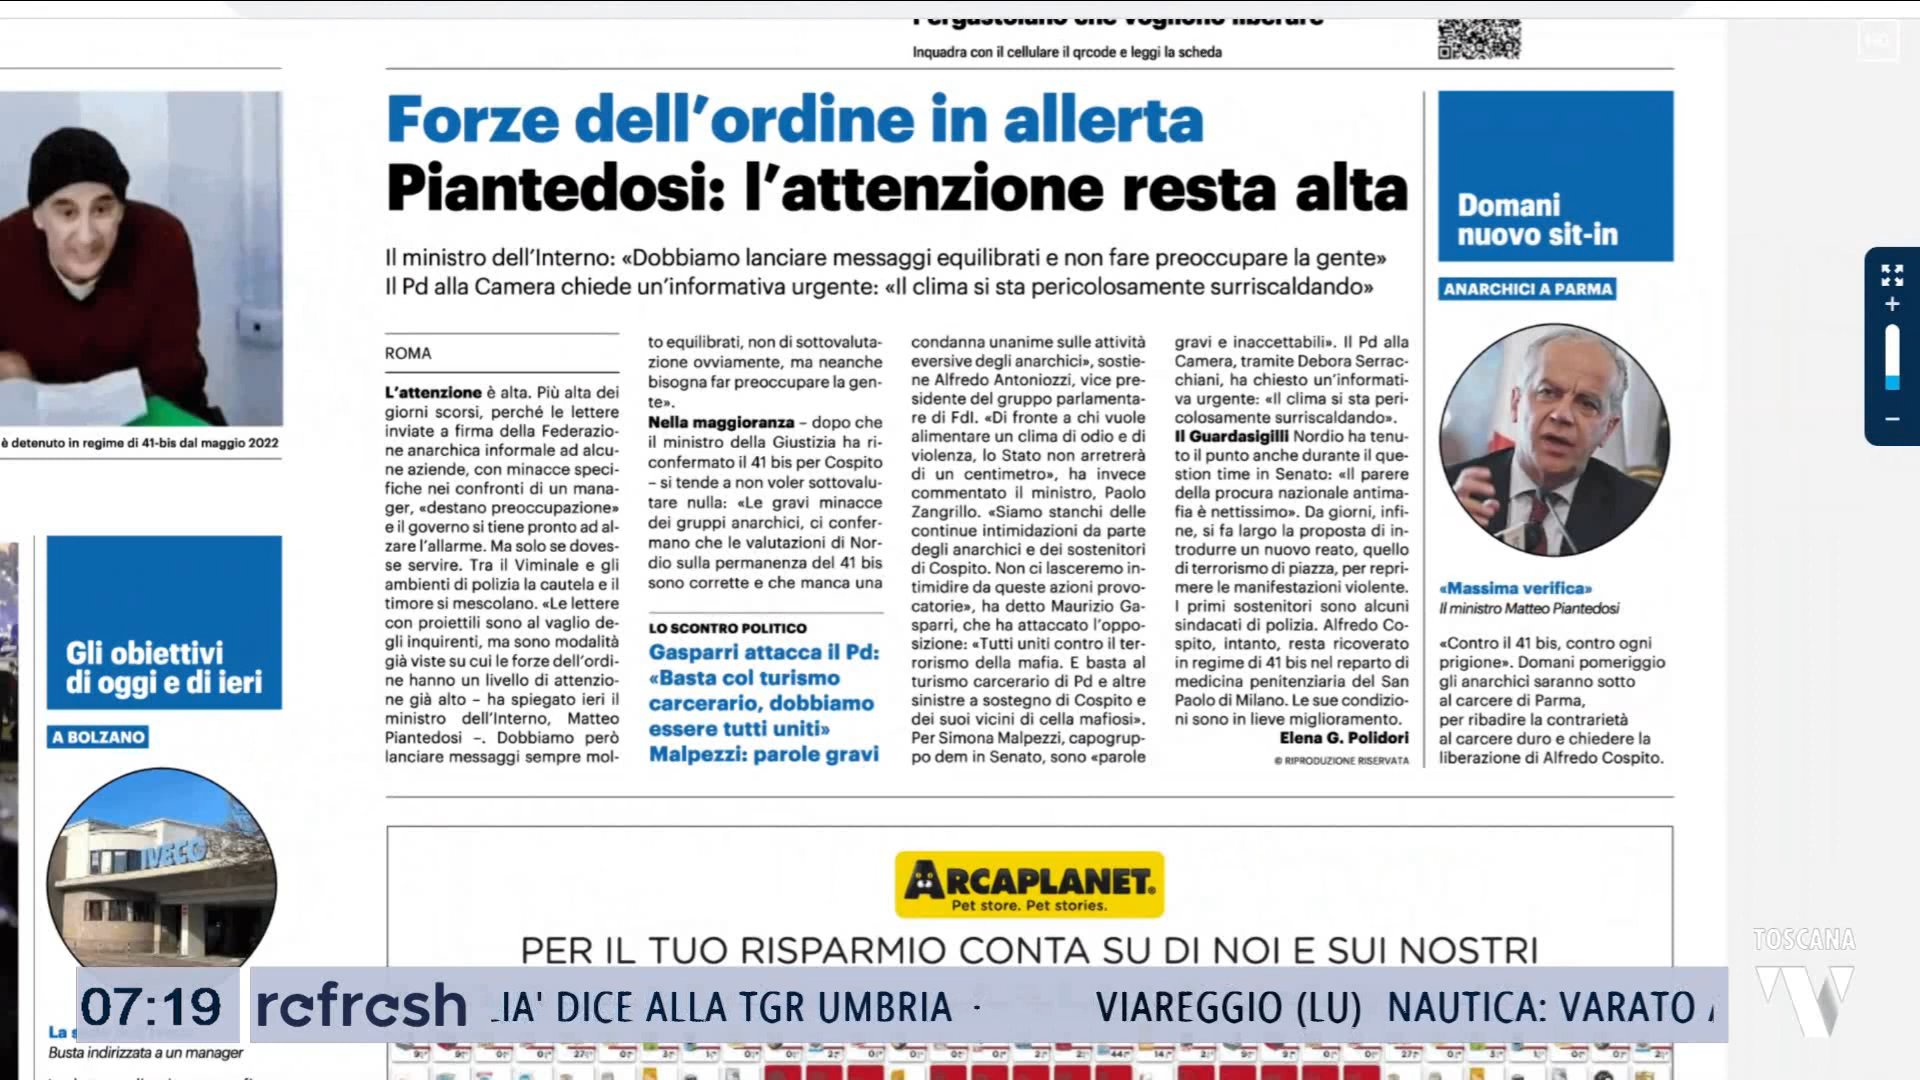 Inquadra con il cellulare il qrcode e leggi la scheda
Forze dell'ordine in allerta
Piantedosi: l'attenzione resta alta
Il ministro dell'Interno: «Dobbiamo lanciare messaggi equilibrati e non fare preoccupare la gente»
Il Pd alla Camera chiede un'informativa urgente: «Il clima si sta pericolosamente surriscaldando»
ROMA
L'attenzione è alta. Più alta dei
giorni scorsi, perché le lettere
inviate a firma della Federazio-
ne anarchica informale ad alcu-
ne aziende, con minacce speci-
fiche nei confronti di un mana-
ger, «destano preoccupazione»
e il governo si tiene pronto ad al-
zare l'allarme. Ma solo se doves-
se servire. Tra il Viminale e gli
ambienti di polizia la cautela e il
timore si mescolano. «Le lettere
con proiettili sono al vaglio de-
gli inquirenti, ma sono modalità
già viste su cui le forze dell'ordi-
ne hanno un livello di attenzio-
ne già alto – ha spiegato ieri il
ministro dell'Interno, Matteo
Piantedosi –. Dobbiamo però
lanciare messaggi sempre mol-
to equilibrati, non di sottovaluta-
zione ovviamente, ma neanche
bisogna far preoccupare la gen-
te».
Nella maggioranza – dopo che
il ministro della Giustizia ha ri-
confermato il 41 bis per Cospito
– si tende a non voler sottovalu-
tare nulla: «Le gravi minacce
dei gruppi anarchici, ci confer-
mano che le valutazioni di Nor-
dio sulla permanenza del 41 bis
sono corrette e che manca una
LO SCONTRO POLITICO
Gasparri attacca il Pd:
«Basta col turismo
carcerario, dobbiamo
essere tutti uniti»
Malpezzi: parole gravi
condanna unanime sulle attività
eversive degli anarchici», sostie-
ne Alfredo Antoniozzi, vice pre-
sidente del gruppo parlamenta-
re di FdI. «Di fronte a chi vuole
alimentare un clima di odio e di
violenza, lo Stato non arretrerà
di un centimetro», ha invece
commentato il ministro, Paolo
Zangrillo. «Siamo stanchi delle
continue intimidazioni da parte
degli anarchici e dei sostenitori
di Cospito. Non ci lasceremo in-
timidire da queste azioni provo-
catorie», ha detto Maurizio Ga-
sparri, che ha attaccato l'oppo-
sizione: «Tutti uniti contro il ter-
rorismo della mafia. E basta al
turismo carcerario di Pd e altre
sinistre a sostegno di Cospito e
dei suoi vicini di cella mafiosi».
Per Simona Malpezzi, capogrup-
po dem in Senato, sono «parole
gravi e inaccettabili». Il Pd alla
Camera, tramite Debora Serrac-
chiani, ha chiesto un'informati-
va urgente: «Il clima si sta peri-
colosamente surriscaldando».
Il Guardasigilli Nordio ha tenu-
to il punto anche durante il que-
stion time in Senato: «Il parere
della procura nazionale antima-
fia è nettissimo». Da giorni, infi-
ne, si fa largo la proposta di in-
trodurre un nuovo reato, quello
di terrorismo di piazza, per repri-
mere le manifestazioni violente.
I primi sostenitori sono alcuni
sindacati di polizia. Alfredo Co-
spito, intanto, resta ricoverato
in regime di 41 bis nel reparto di
medicina penitenziaria del San
Paolo di Milano. Le sue condizio-
ni sono in lieve miglioramento.
Elena G. Polidori
© RIPRODUZIONE RISERVATA
Domani
nuovo sit-in
ANARCHICI A PARMA
«Massima verifica»
Il ministro Matteo Piantedosi
«Contro il 41 bis, contro ogni
prigione». Domani pomeriggio
gli anarchici saranno sotto
al carcere di Parma,
per ribadire la contrarietà
al carcere duro e chiedere la
liberazione di Alfredo Cospito.
è detenuto in regime di 41-bis dal maggio 2022
Gli obiettivi
di oggi e di ieri
A BOLZANO
IVECO
La s
Busta indirizzata a un manager
ARCAPLANET®
Pet store. Pet stories.
PER IL TUO RISPARMIO CONTA SU DI NOI E SUI NOSTRI
TOSCANA
TV
07:19 refresh IA' DICE ALLA TGR UMBRIA · VIAREGGIO (LU) NAUTICA: VARATO